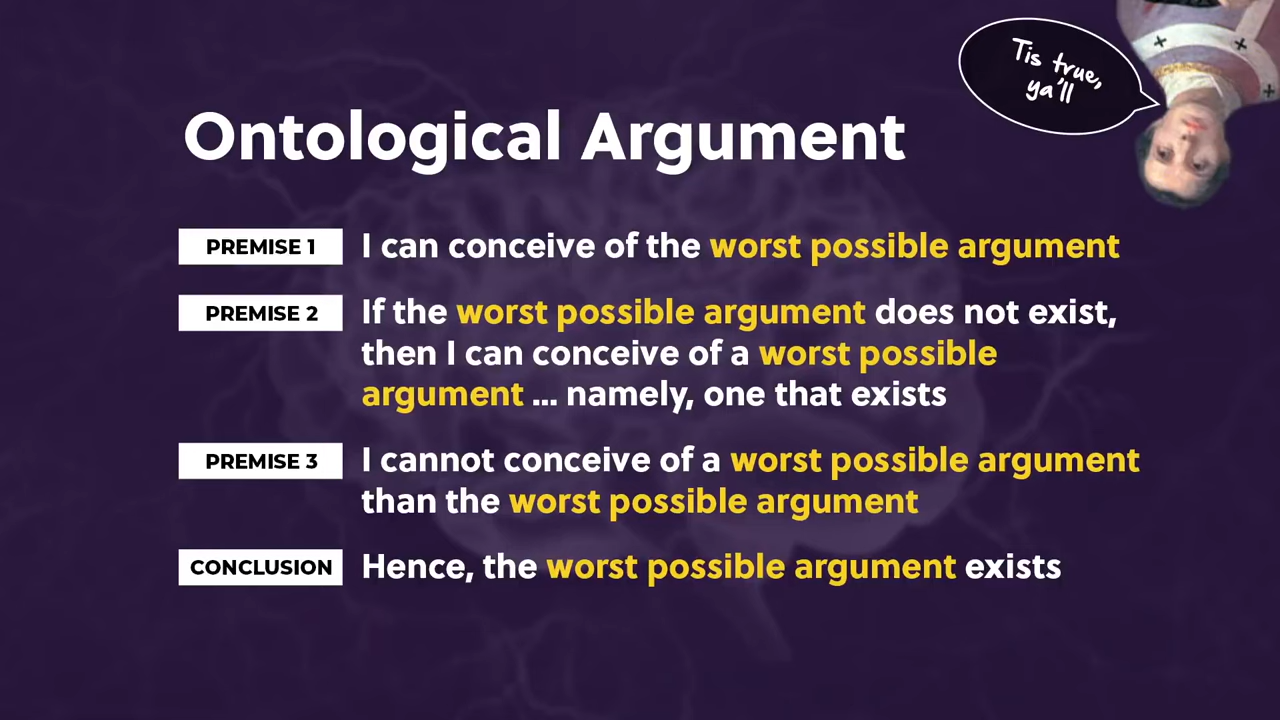 Tis true,
ya'll
Ontological Argument
PREMISE 1 I can conceive of the worst possible argument
PREMISE 2 If the worst possible argument does not exist,
then I can conceive of a worst possible
argument ... namely, one that exists
PREMISE 3 I cannot conceive of a worst possible argument
than the worst possible argument
CONCLUSION Hence, the worst possible argument exists